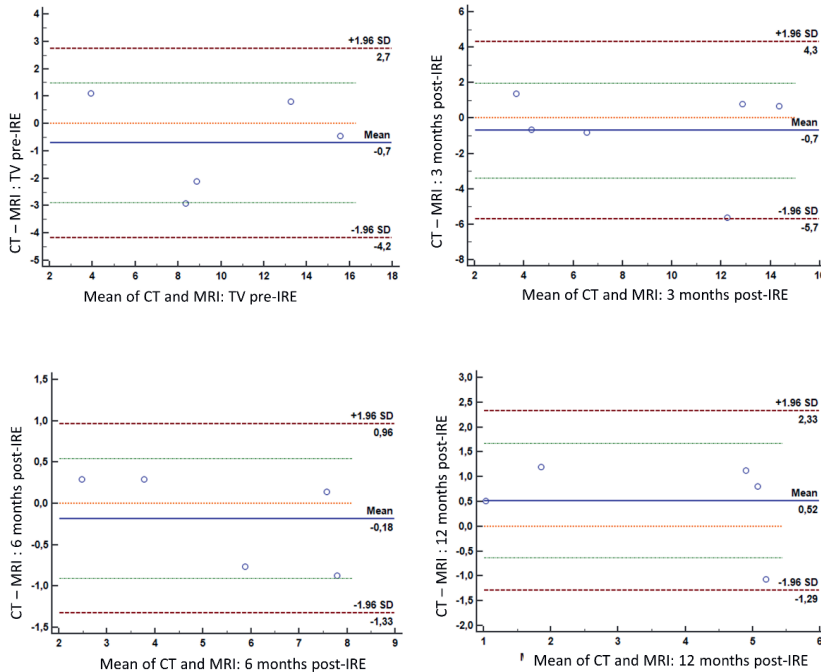 CT – MRI : TV pre-IRE
4
3
2
1
0
-1
-2
-3
-4
-5
+1.96 SD
2,7
Mean
-0,7
-1.96 SD
-4,2
2 4 6 8 10 12 14 16 18
Mean of CT and MRI: TV pre-IRE
CT – MRI : 3 months post-IRE
6
4
2
0
-2
-4
-6
-8
+1.96 SD
4,3
Mean
-0,7
-1.96 SD
-5,7
2 4 6 8 10 12 14 16
Mean of CT and MRI: 3 months post-IRE
CT – MRI : 6 months post-IRE
1,5
1,0
0,5
0,0
-0,5
-1,0
-1,5
+1.96 SD
0,96
Mean
-0,18
-1.96 SD
-1,33
2 3 4 5 6 7 8 9
Mean of CT and MRI: 6 months post-IRE
CT – MRI : 12 months post-IRE
3,0
2,5
2,0
1,5
1,0
0,5
0,0
-0,5
-1,0
-1,5
-2,0
+1.96 SD
2,33
Mean
0,52
-1.96 SD
-1,29
1 2 3 4 5 6
Mean of CT and MRI: 12 months post-IRE